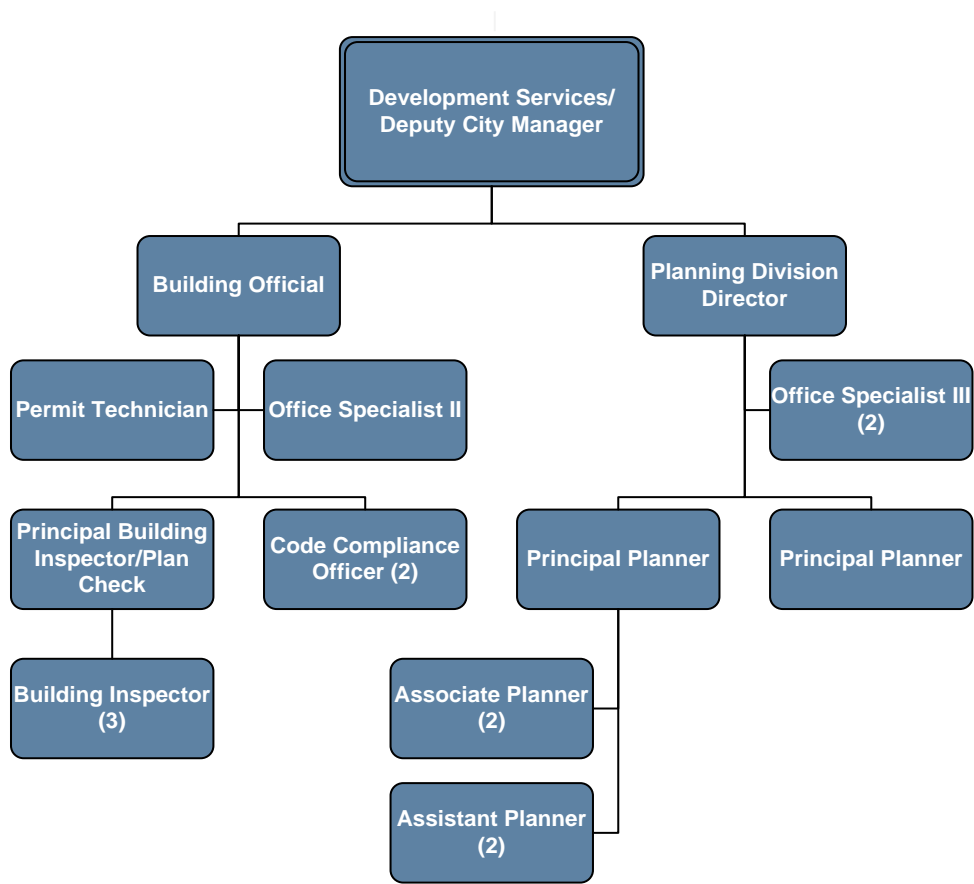 Development Services/
Deputy City Manager
Building Official
Planning Division
Director
Permit Technician
Office Specialist II
Office Specialist III
(2)
Principal Building
Inspector/Plan
Check
Code Compliance
Officer (2)
Principal Planner
Principal Planner
Building Inspector
(3)
Associate Planner
(2)
Assistant Planner
(2)